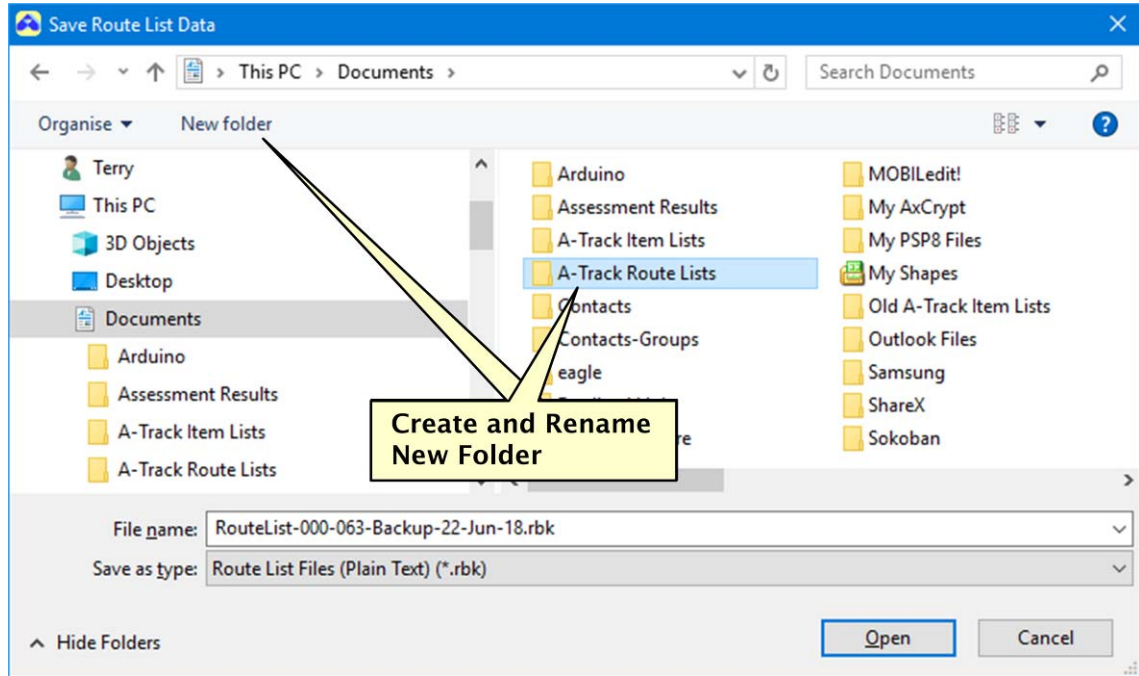 Save Route List Data
This PC > Documents >
Search Documents
Organise
New folder
Terry
This PC
3D Objects
Desktop
Documents
Arduino
Assessment Results
A-Track Item Lists
A-Track Route Lists
Arduino
Assessment Results
A-Track Item Lists
A-Track Route Lists
Contacts
Contacts-Groups
eagle
MOBILedit!
My AxCrypt
My PSP8 Files
My Shapes
Old A-Track Item Lists
Outlook Files
Samsung
ShareX
Sokoban
Create and Rename
New Folder
File name: RouteList-000-063-Backup-22-Jun-18.rbk
Save as type: Route List Files (Plain Text) (*.rbk)
Hide Folders
Open
Cancel